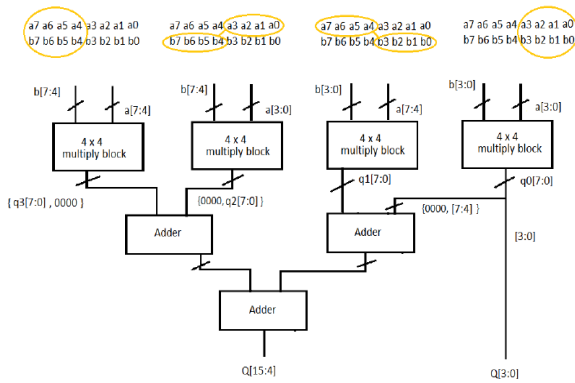 a7 a6 a5 a4 a3 a2 a1 a0
b7 b6 b5 b4 b3 b2 b1 b0
a7 a6 a5 a4 a3 a2 a1 a0
b7 b6 b5 b4 b3 b2 b1 b0
a7 a6 a5 a4 a3 a2 a1 a0
b7 b6 b5 b4 b3 b2 b1 b0
a7 a6 a5 a4 a3 a2 a1 a0
b7 b6 b5 b4 b3 b2 b1 b0
b[7:4]
a[7:4]
b[7:4]
a[3:0]
b[3:0]
a[7:4]
b[3:0]
a[3:0]
4 x 4
multiply block
4 x 4
multiply block
4 x 4
multiply block
4 x 4
multiply block
{ q3[7:0] , 0000 }
{0000, q2[7:0] }
q1[7:0]
q0[7:0]
{0000, [7:4] }
Adder
Adder
[3:0]
Adder
Q[15:4]
Q[3:0]